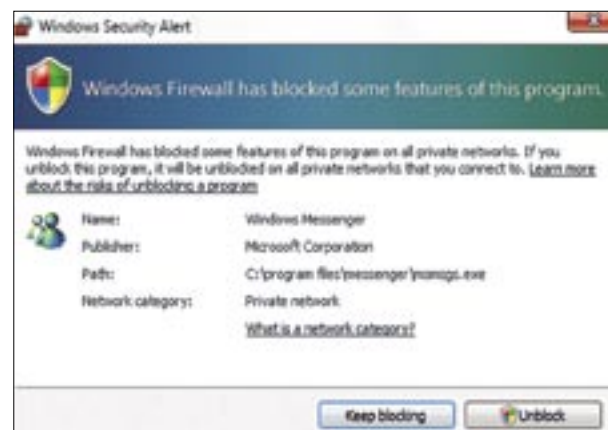 Windows Security Alert
Windows Firewall has blocked some features of this program.
Windows Firewall has blocked some features of this program on all private networks. If you
unblock this program, it will be unblocked on all private networks that you connect to. Learn more
about the risks of unblocking a program
Name: Windows Messenger
Publisher: Microsoft Corporation
Path: C:\program files\messenger\msmsgs.exe
Network category: Private network
What is a network category?
Keep blocking Unblock